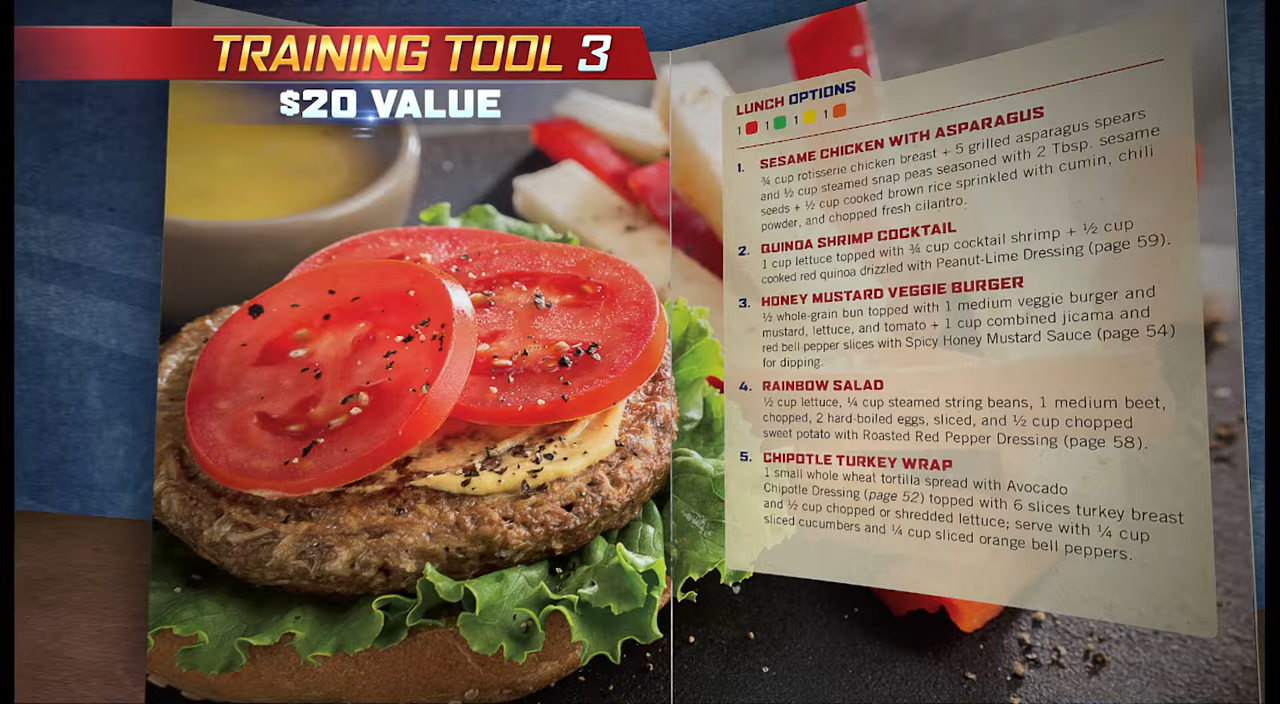 TRAINING TOOL 3
$20 VALUE
LUNCH OPTIONS
1 1 1 1
1. SESAME CHICKEN WITH ASPARAGUS
¾ cup rotisserie chicken breast + 5 grilled asparagus spears
and ½ cup steamed snap peas seasoned with 2 Tbsp. sesame
seeds + ½ cup cooked brown rice sprinkled with cumin, chili
powder, and chopped fresh cilantro.
2. QUINOA SHRIMP COCKTAIL
1 cup lettuce topped with ¾ cup cocktail shrimp + ½ cup
cooked red quinoa drizzled with Peanut-Lime Dressing (page 59).
3. HONEY MUSTARD VEGGIE BURGER
½ whole-grain bun topped with 1 medium veggie burger and
mustard, lettuce, and tomato + 1 cup combined jicama and
red bell pepper slices with Spicy Honey Mustard Sauce (page 54)
for dipping.
4. RAINBOW SALAD
½ cup lettuce, ¼ cup steamed string beans, 1 medium beet,
chopped, 2 hard-boiled eggs, sliced, and ½ cup chopped
sweet potato with Roasted Red Pepper Dressing (page 58).
5. CHIPOTLE TURKEY WRAP
1 small whole wheat tortilla spread with Avocado
Chipotle Dressing (page 52) topped with 6 slices turkey breast
and ½ cup chopped or shredded lettuce; serve with ¼ cup
sliced cucumbers and ¼ cup sliced orange bell peppers.